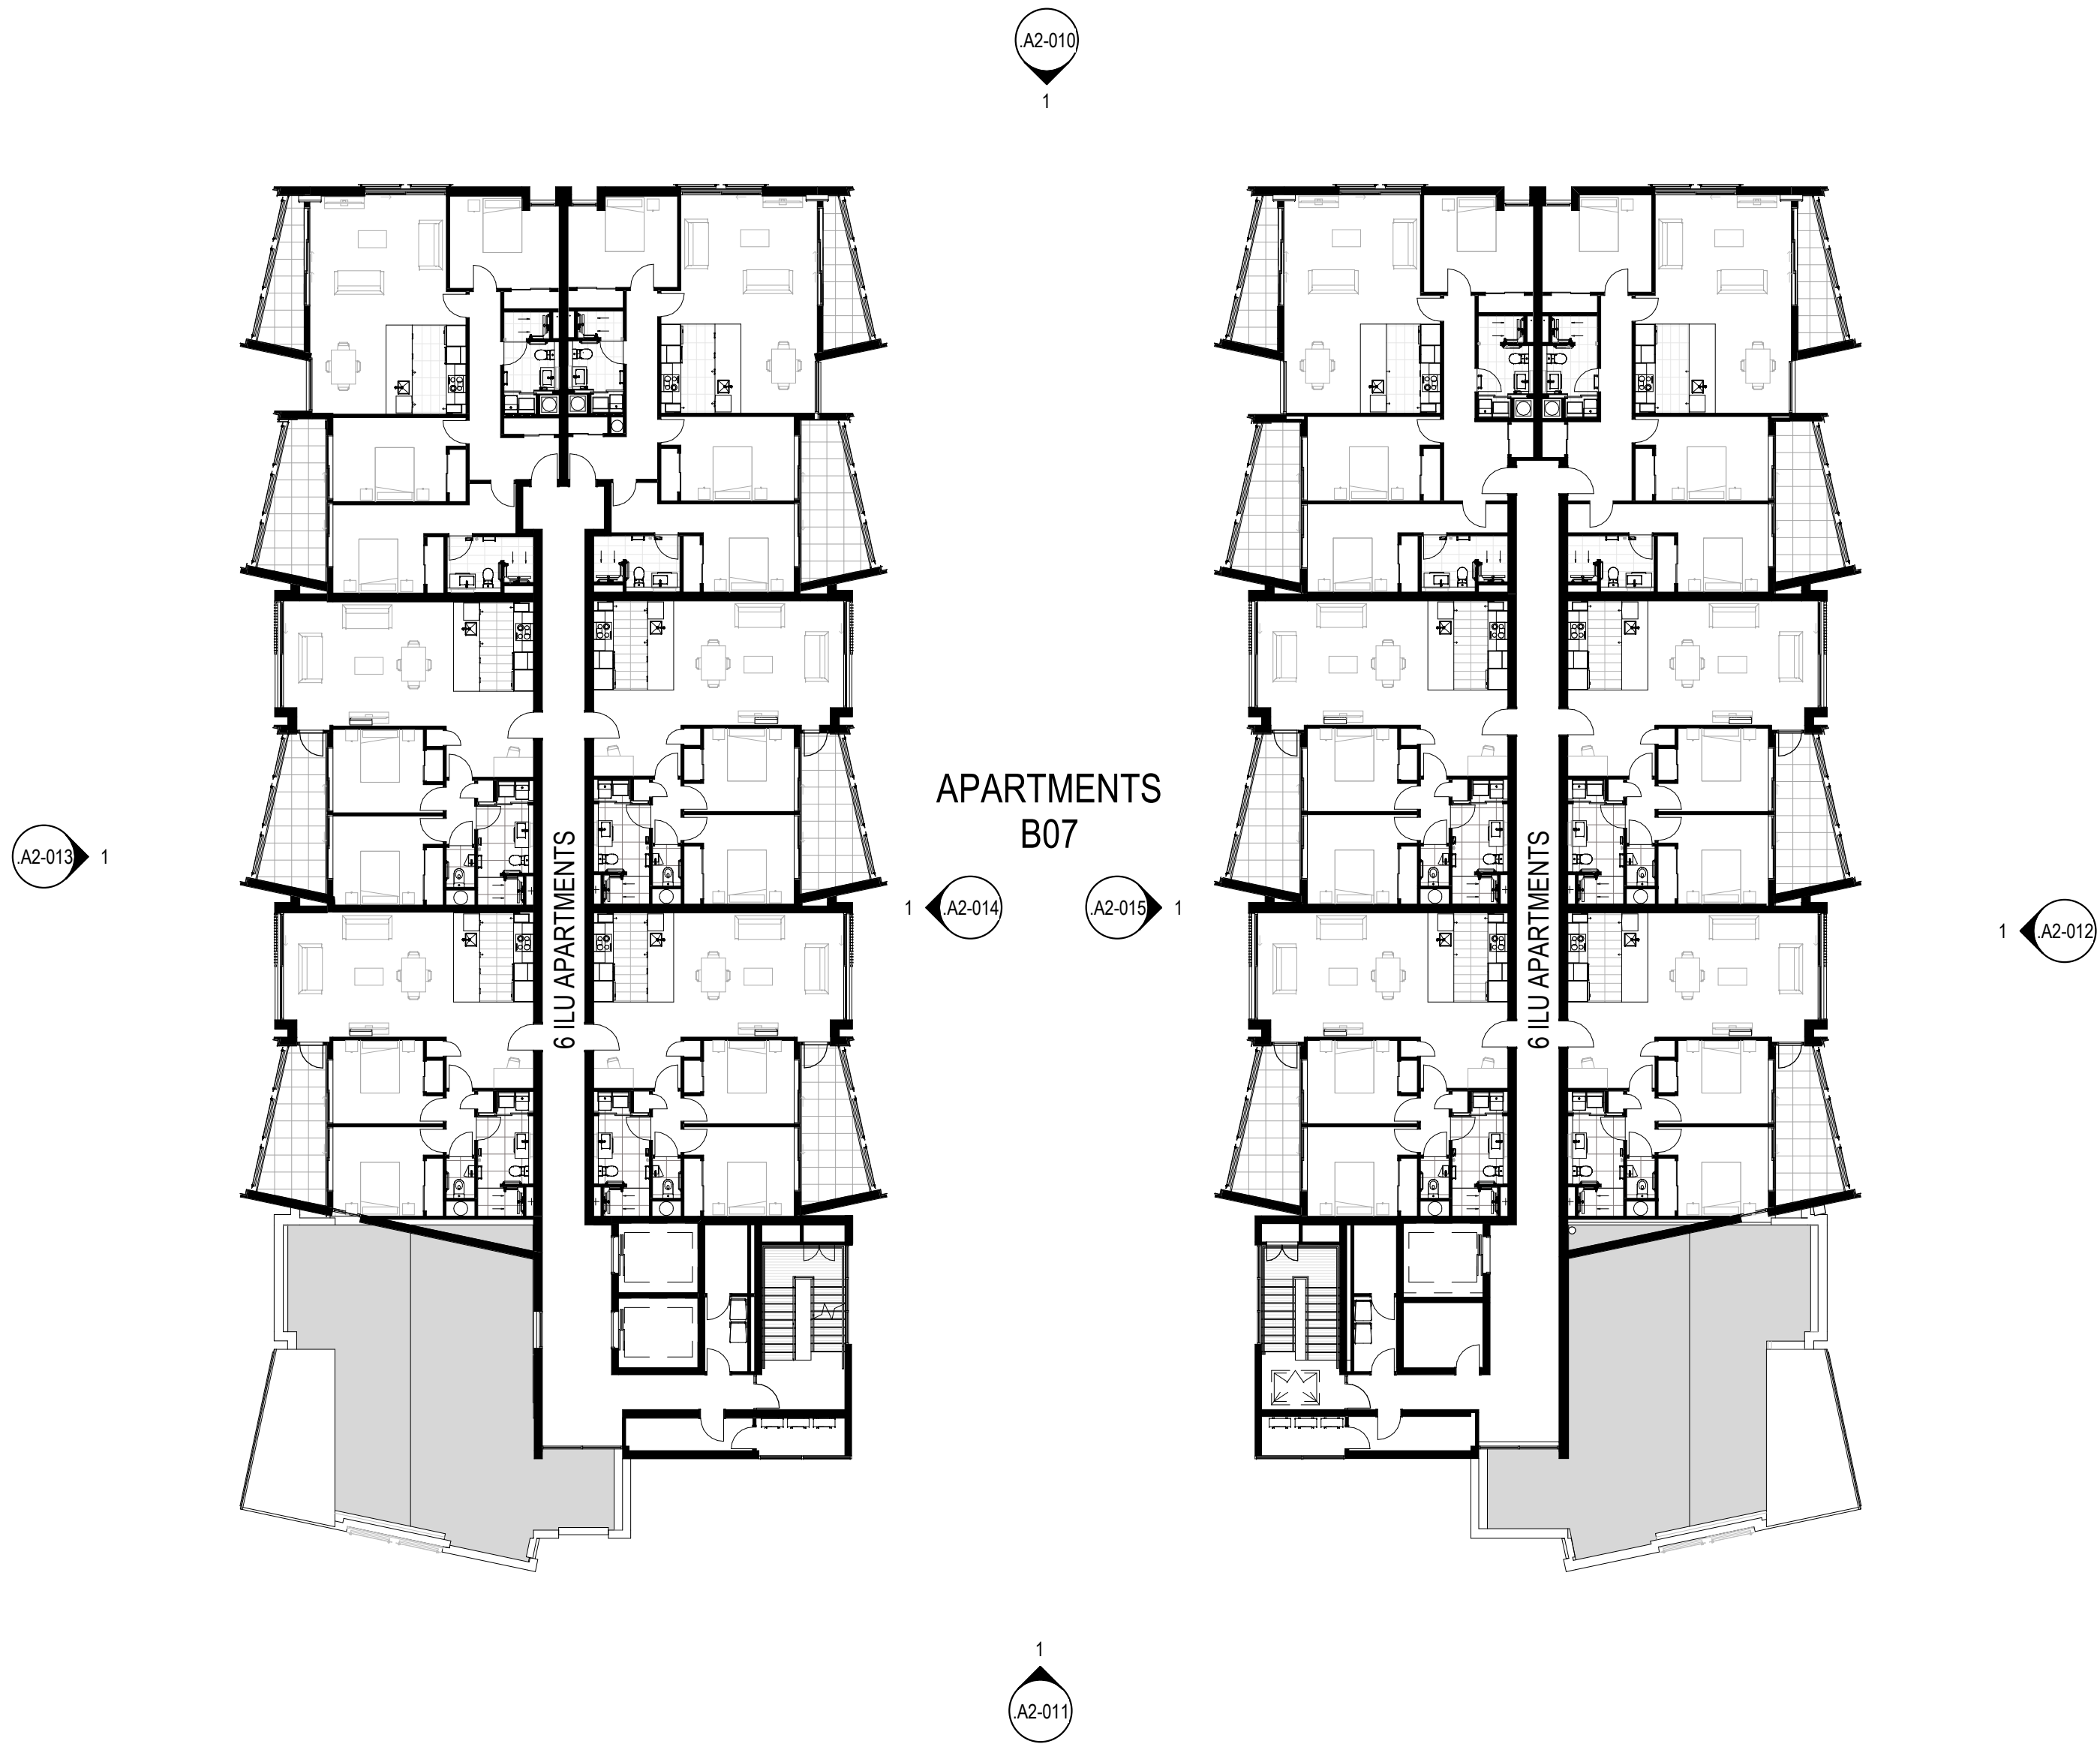 .A2-010
1
APARTMENTS
B07
.A2-013
1
6 ILU APARTMENTS
1
.A2-014
.A2-015
1
6 ILU APARTMENTS
1
.A2-012
1
.A2-011